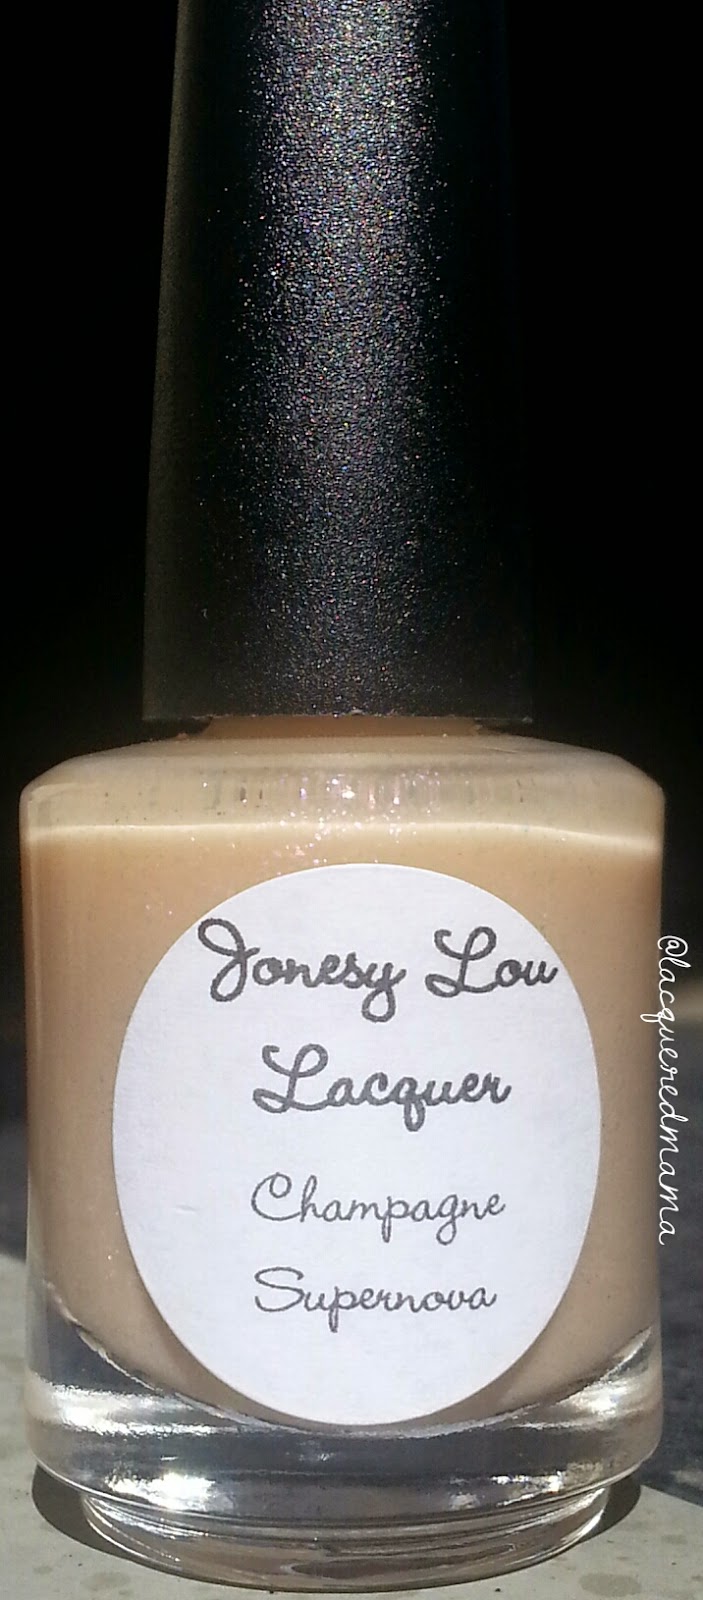 Jonesy Lou
Lacquer
Champagne
Supernova
@lacqueredmama